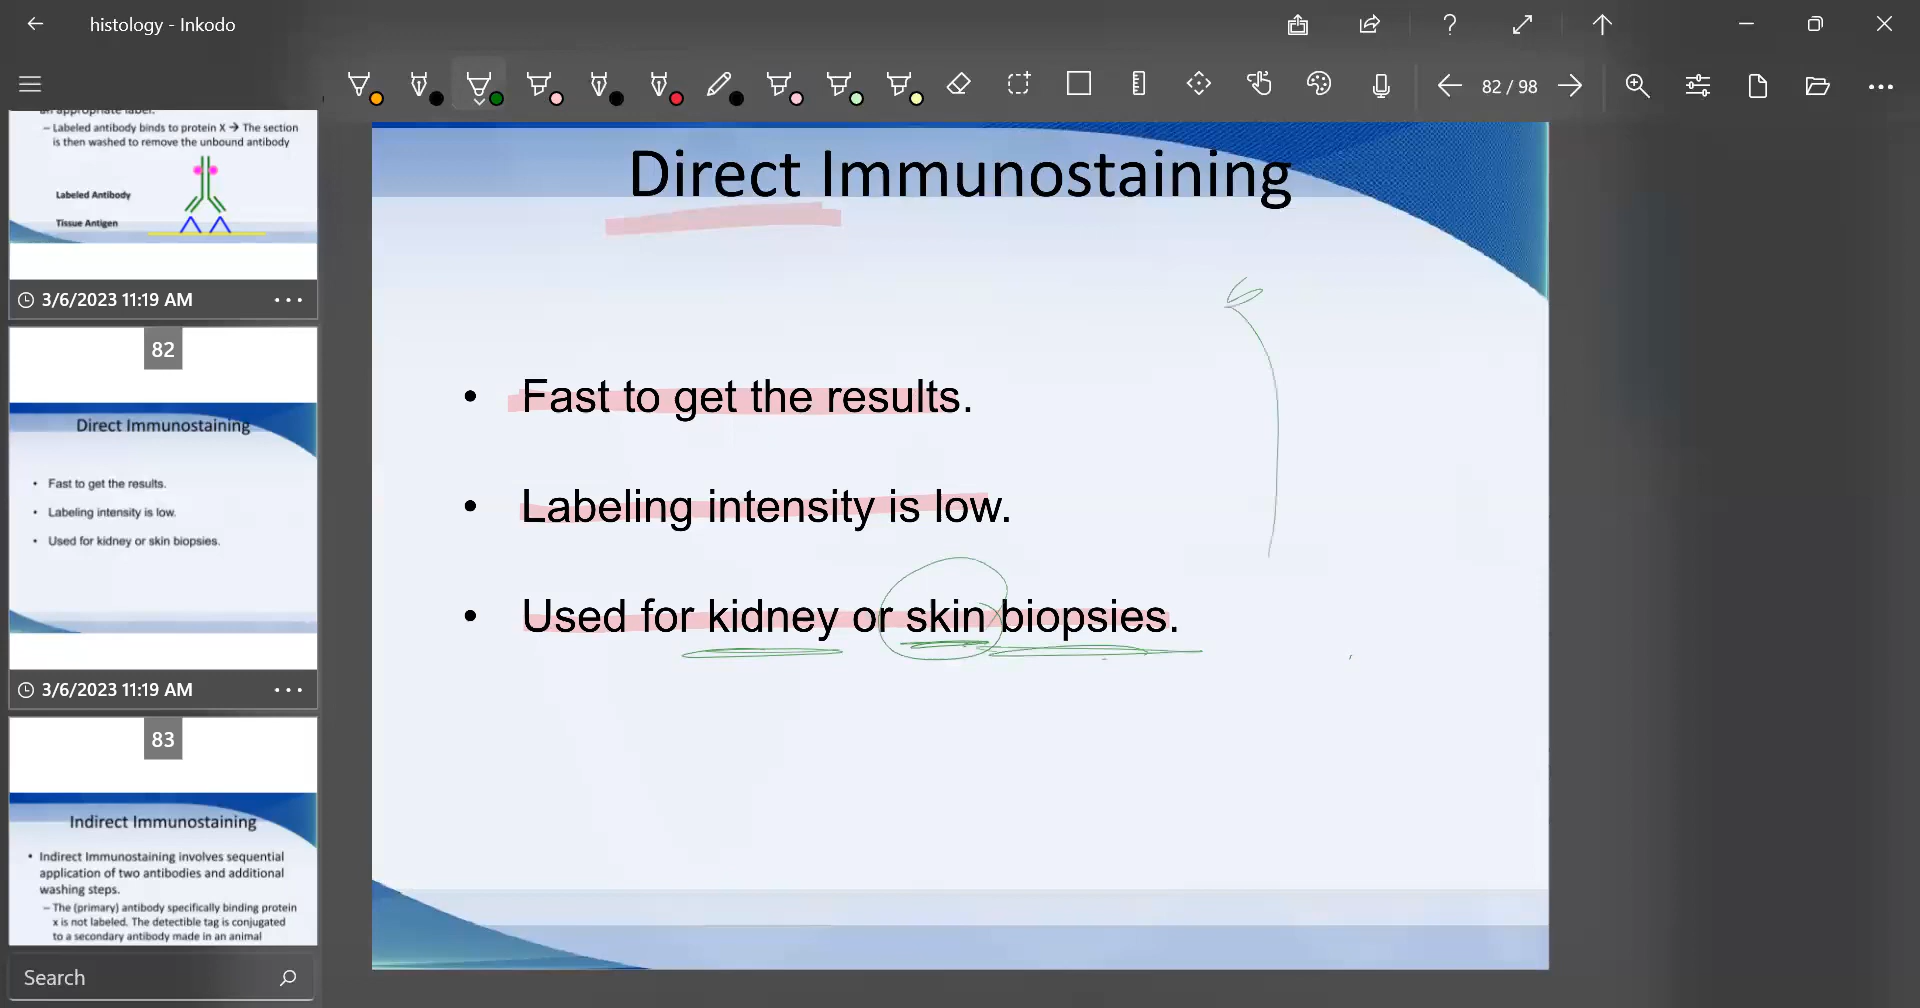 histology - Inkodo
82 / 98
an appropriate label.
– Labeled antibody binds to protein X → The section
is then washed to remove the unbound antibody
Labeled Antibody
Tissue Antigen
3/6/2023 11:19 AM
82
Direct Immunostaining
• Fast to get the results.
• Labeling intensity is low.
• Used for kidney or skin biopsies.
3/6/2023 11:19 AM
83
Indirect Immunostaining
• Indirect Immunostaining involves sequential
application of two antibodies and additional
washing steps.
– The (primary) antibody specifically binding protein
x is not labeled. The detectible tag is conjugated
to a secondary antibody made in an animal
Search
Direct Immunostaining
• Fast to get the results.
• Labeling intensity is low.
• Used for kidney or skin biopsies.